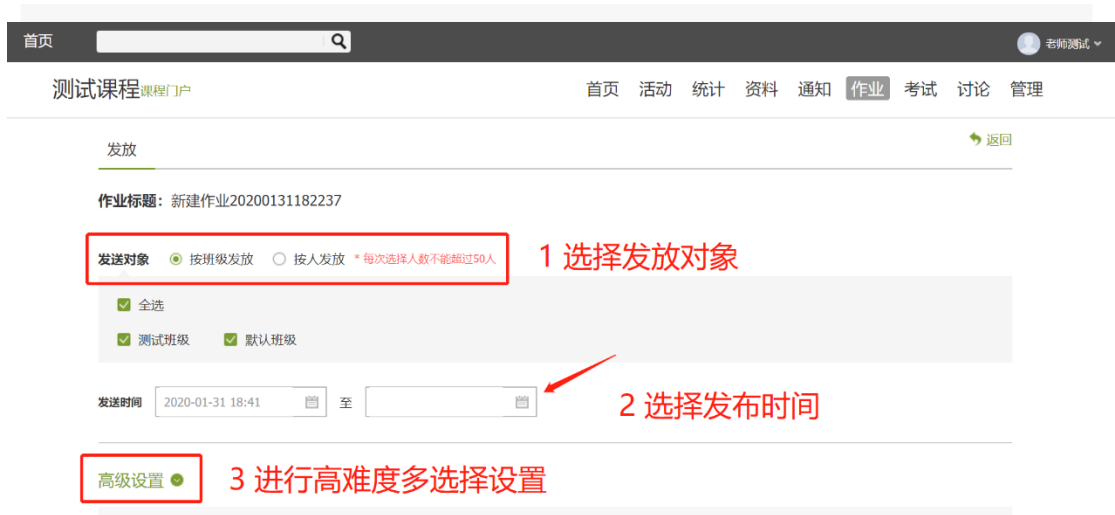 首页 老师测试
测试课程课程门户 首页 活动 统计 资料 通知 作业 考试 讨论 管理
发放 返回
作业标题：新建作业20200131182237
发送对象 按班级发放 按人发放 *每次选择人数不能超过50人 1 选择发放对象
全选
测试班级 默认班级
发送时间 2020-01-31 18:41 至 2 选择发布时间
高级设置 3 进行高难度多选择设置